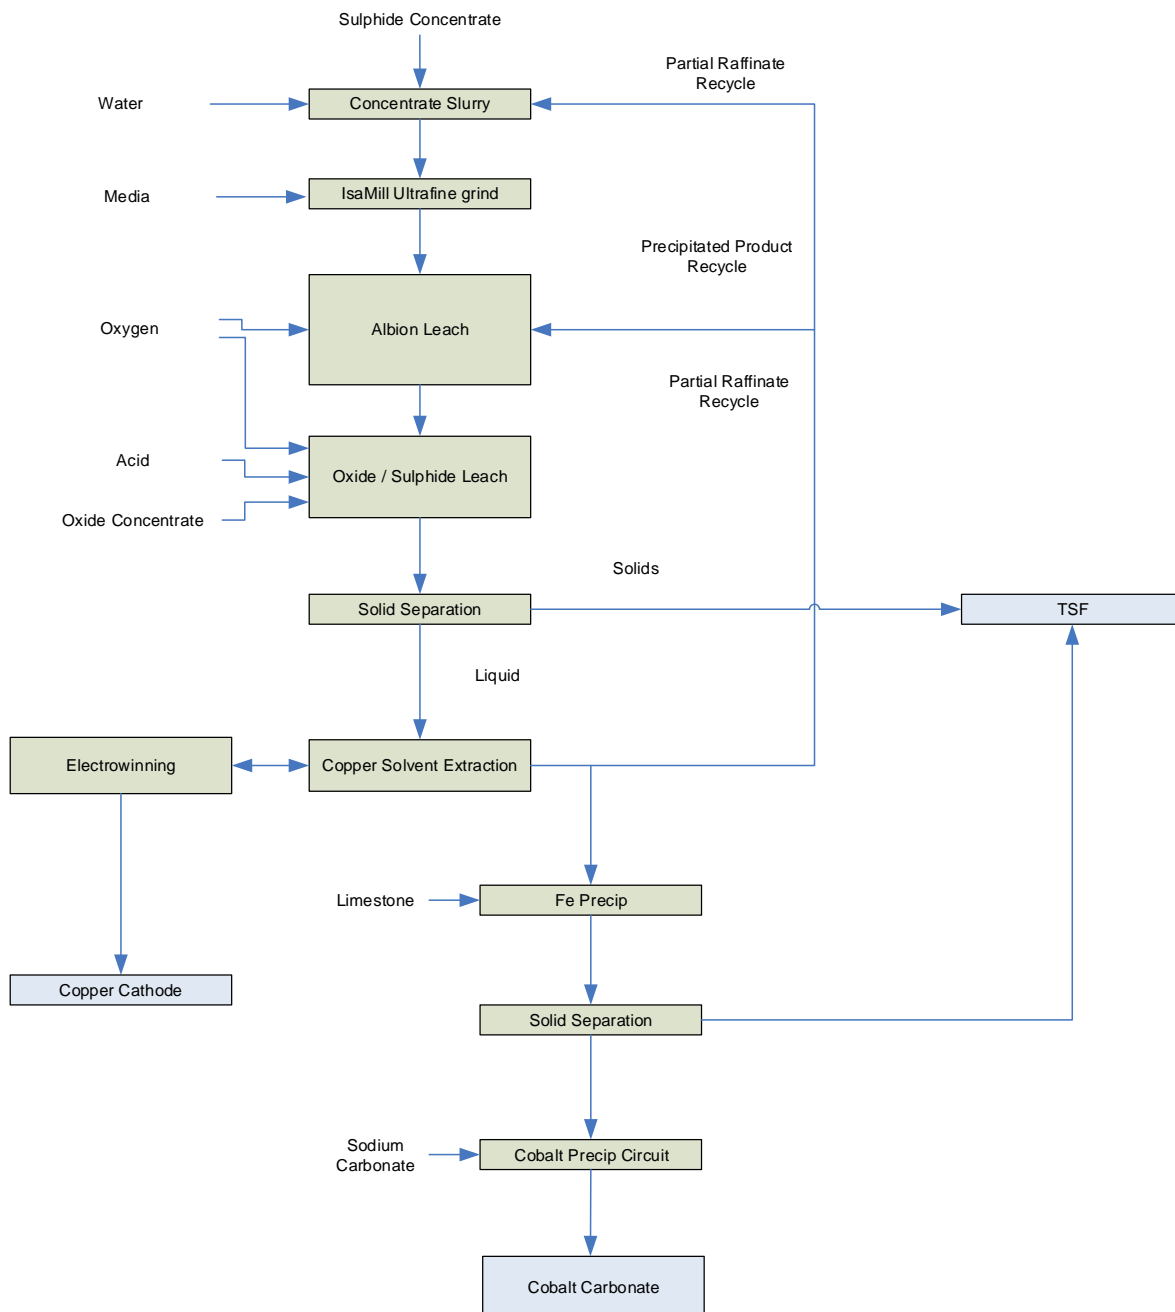 Sulphide Concentrate
Partial Raffinate
Recycle
Water
Concentrate Slurry
Media
IsaMill Ultrafine grind
Precipitated Product
Recycle
Oxygen
Albion Leach
Partial Raffinate
Recycle
Acid
Oxide / Sulphide Leach
Oxide Concentrate
Solids
Solid Separation
TSF
Liquid
Electrowinning
Copper Solvent Extraction
Limestone
Fe Precip
Copper Cathode
Solid Separation
Sodium
Carbonate
Cobalt Precip Circuit
Cobalt Carbonate